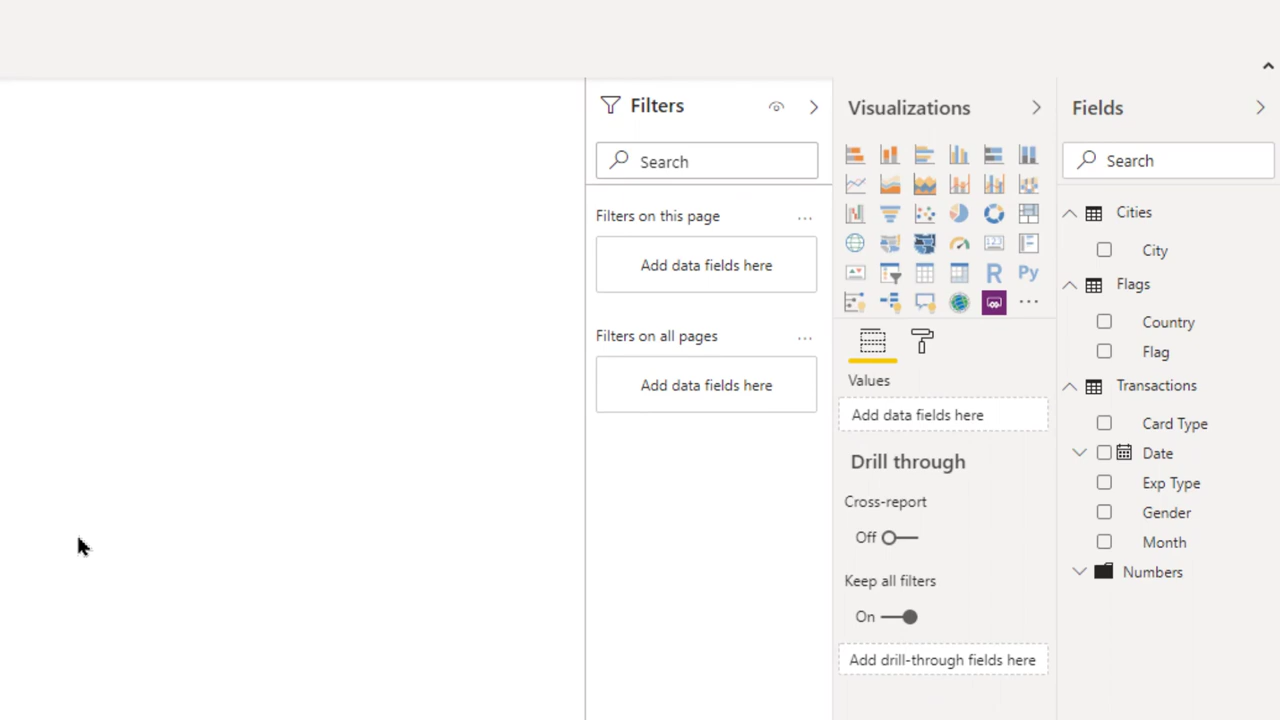 Filters
Search
Filters on this page
...
Add data fields here
Filters on all pages
...
Add data fields here
Visualizations
123
R
Py
...
Values
Add data fields here
Drill through
Cross-report
Off
Keep all filters
On
Add drill-through fields here
Fields
Search
Cities
City
Flags
Country
Flag
Transactions
Card Type
Date
Exp Type
Gender
Month
Numbers